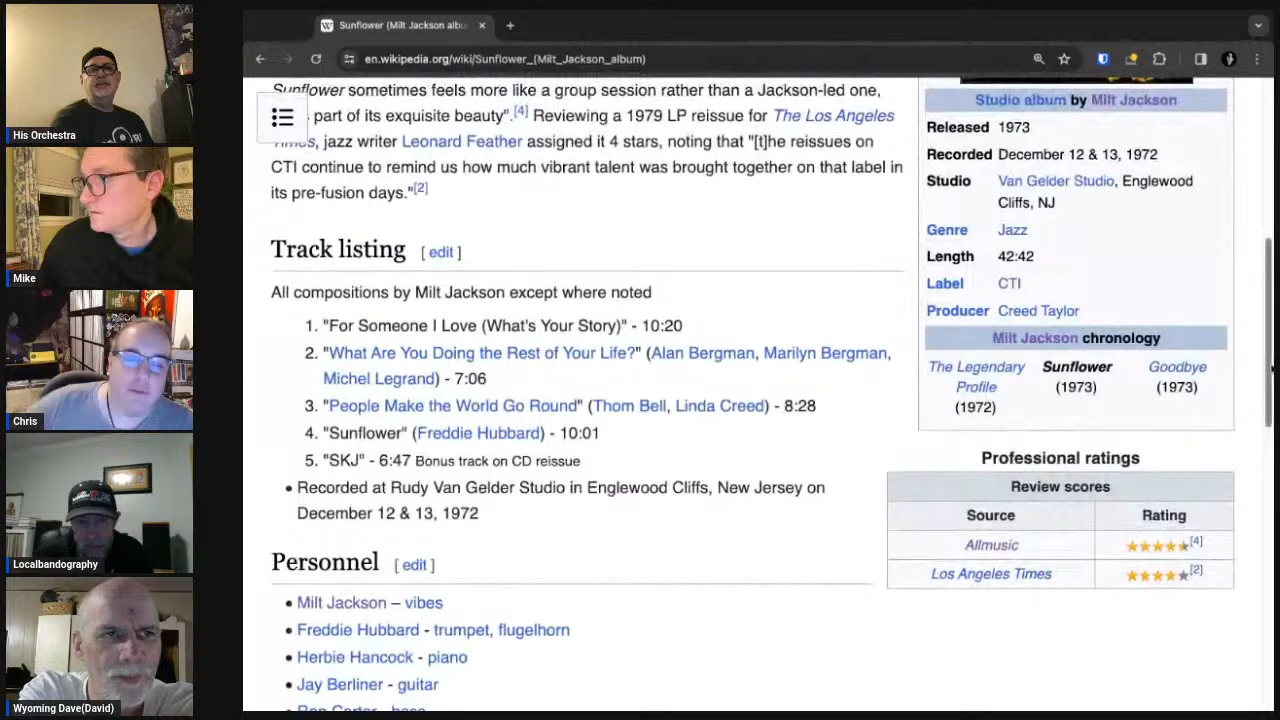 Sunflower (Milt Jackson albu
en.wikipedia.org/wiki/Sunflower_(Milt_Jackson_album)
His Orchestra
Mike
Chris
Localbandography
Wyoming Dave(David)
Sunflower sometimes feels more like a group session rather than a Jackson-led one,
part of its exquisite beauty".[4] Reviewing a 1979 LP reissue for The Los Angeles
Times, jazz writer Leonard Feather assigned it 4 stars, noting that "[t]he reissues on
CTI continue to remind us how much vibrant talent was brought together on that label in
its pre-fusion days."[2]
Track listing [ edit ]
All compositions by Milt Jackson except where noted
1. "For Someone I Love (What's Your Story)" - 10:20
2. "What Are You Doing the Rest of Your Life?" (Alan Bergman, Marilyn Bergman,
Michel Legrand) - 7:06
3. "People Make the World Go Round" (Thom Bell, Linda Creed) - 8:28
4. "Sunflower" (Freddie Hubbard) - 10:01
5. "SKJ" - 6:47 Bonus track on CD reissue
• Recorded at Rudy Van Gelder Studio in Englewood Cliffs, New Jersey on
December 12 & 13, 1972
Personnel [ edit ]
• Milt Jackson – vibes
• Freddie Hubbard - trumpet, flugelhorn
• Herbie Hancock - piano
• Jay Berliner - guitar
Ron Carter - bass
Studio album by Milt Jackson
Released 1973
Recorded December 12 & 13, 1972
Studio Van Gelder Studio, Englewood
Cliffs, NJ
Genre Jazz
Length 42:42
Label CTI
Producer Creed Taylor
Milt Jackson chronology
The Legendary Sunflower Goodbye
Profile (1973) (1973)
(1972)
Professional ratings
Review scores
Source Rating
Allmusic ★★★★★[4]
Los Angeles Times ★★★★★[2]